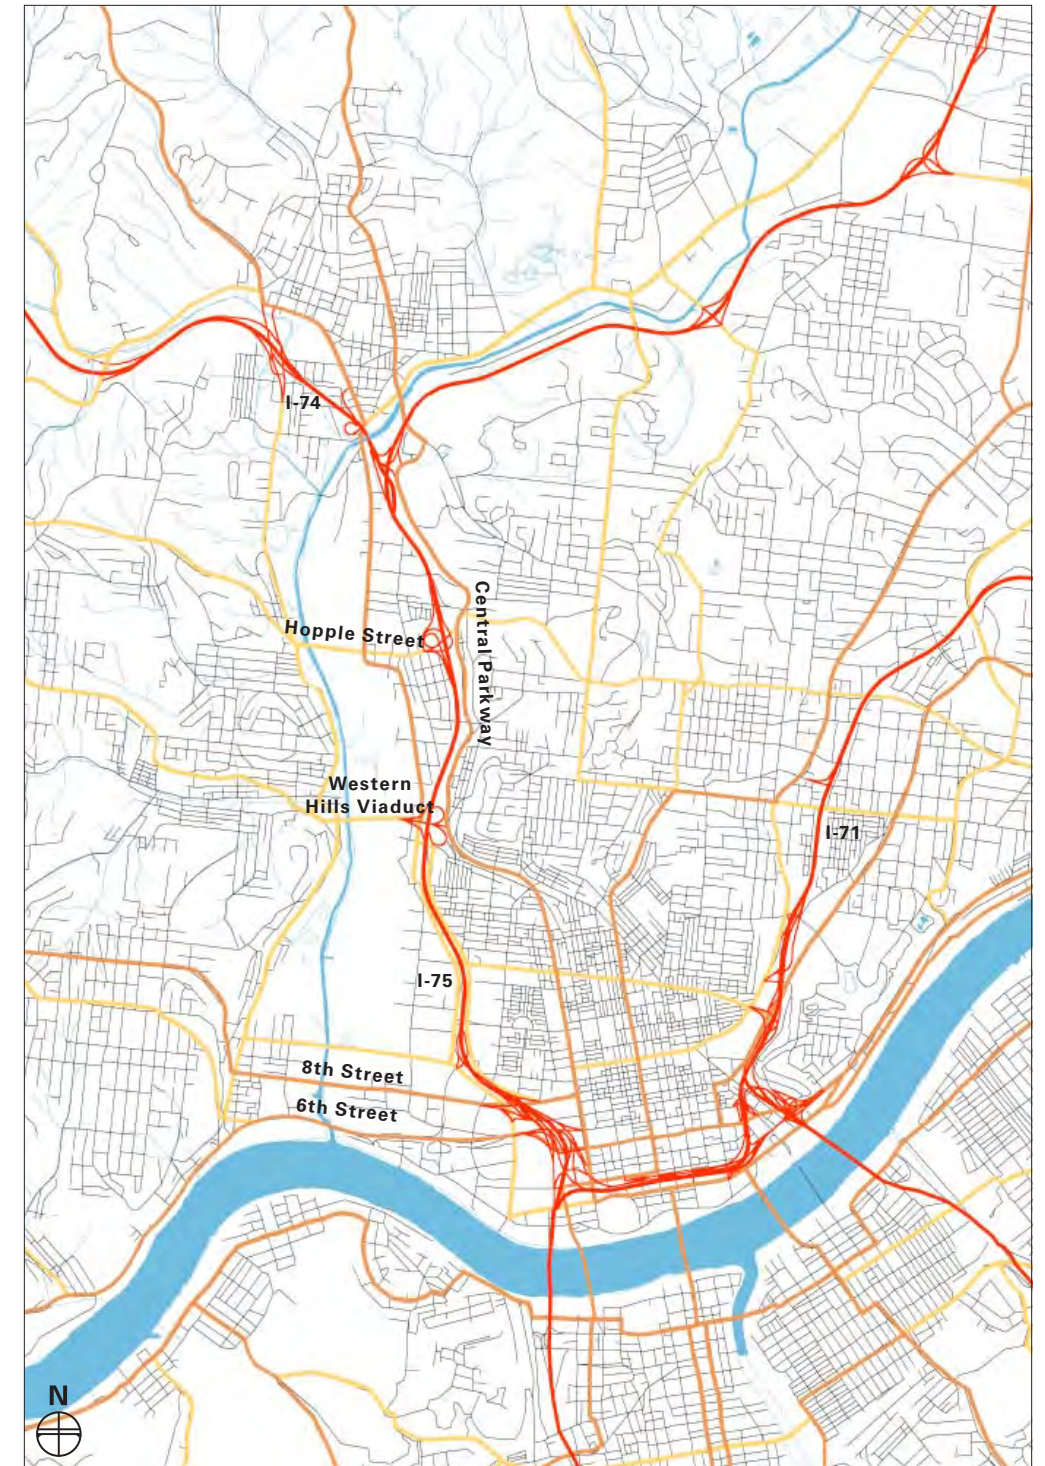 I-74
Hopple Street
Central Parkway
Western
Hills Viaduct
I-71
I-75
8th Street
6th Street
N